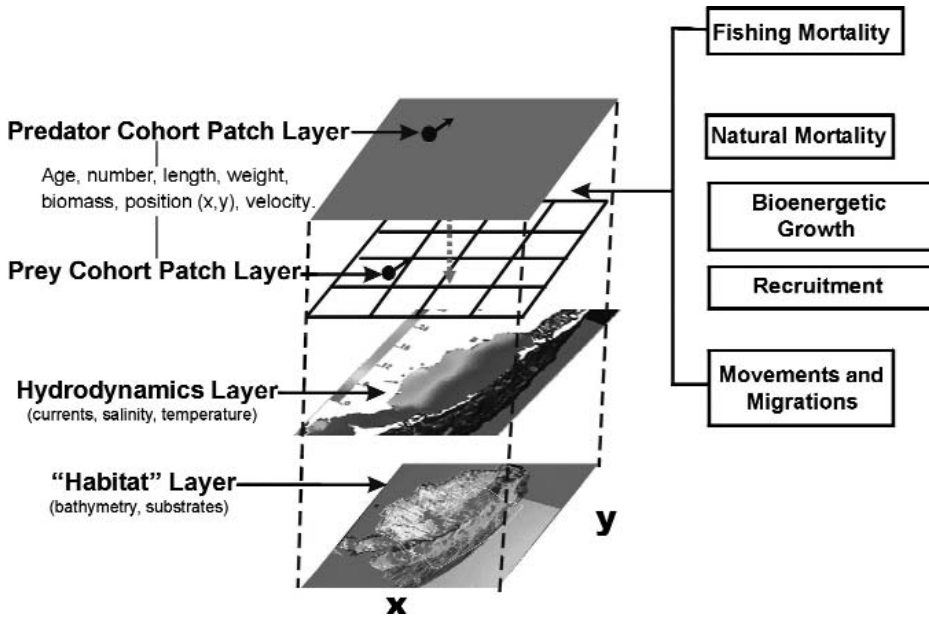 Fishing Mortality
Predator Cohort Patch Layer
Natural Mortality
Age, number, length, weight,
biomass, position (x,y), velocity.
Bioenergetic
Growth
Prey Cohort Patch Layer
Recruitment
Hydrodynamics Layer
(currents, salinity, temperature)
Movements and
Migrations
“Habitat” Layer
(bathymetry, substrates)
y
x